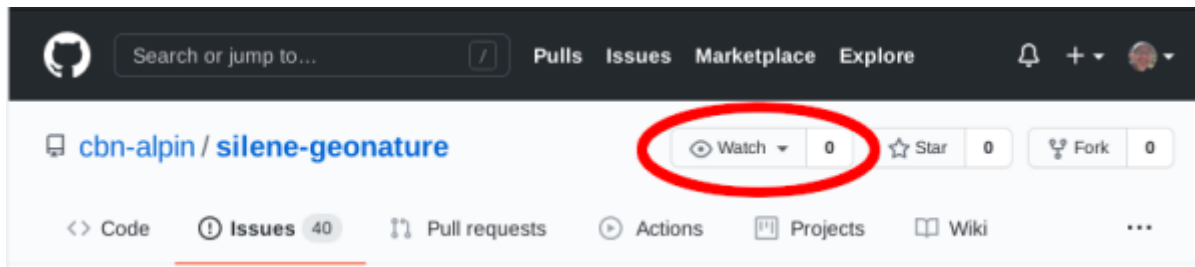 Search or jump to... / Pulls Issues Marketplace Explore
cbn-alpin / silene-geonature Watch 0 Star 0 Fork 0
Code Issues 40 Pull requests Actions Projects Wiki ...